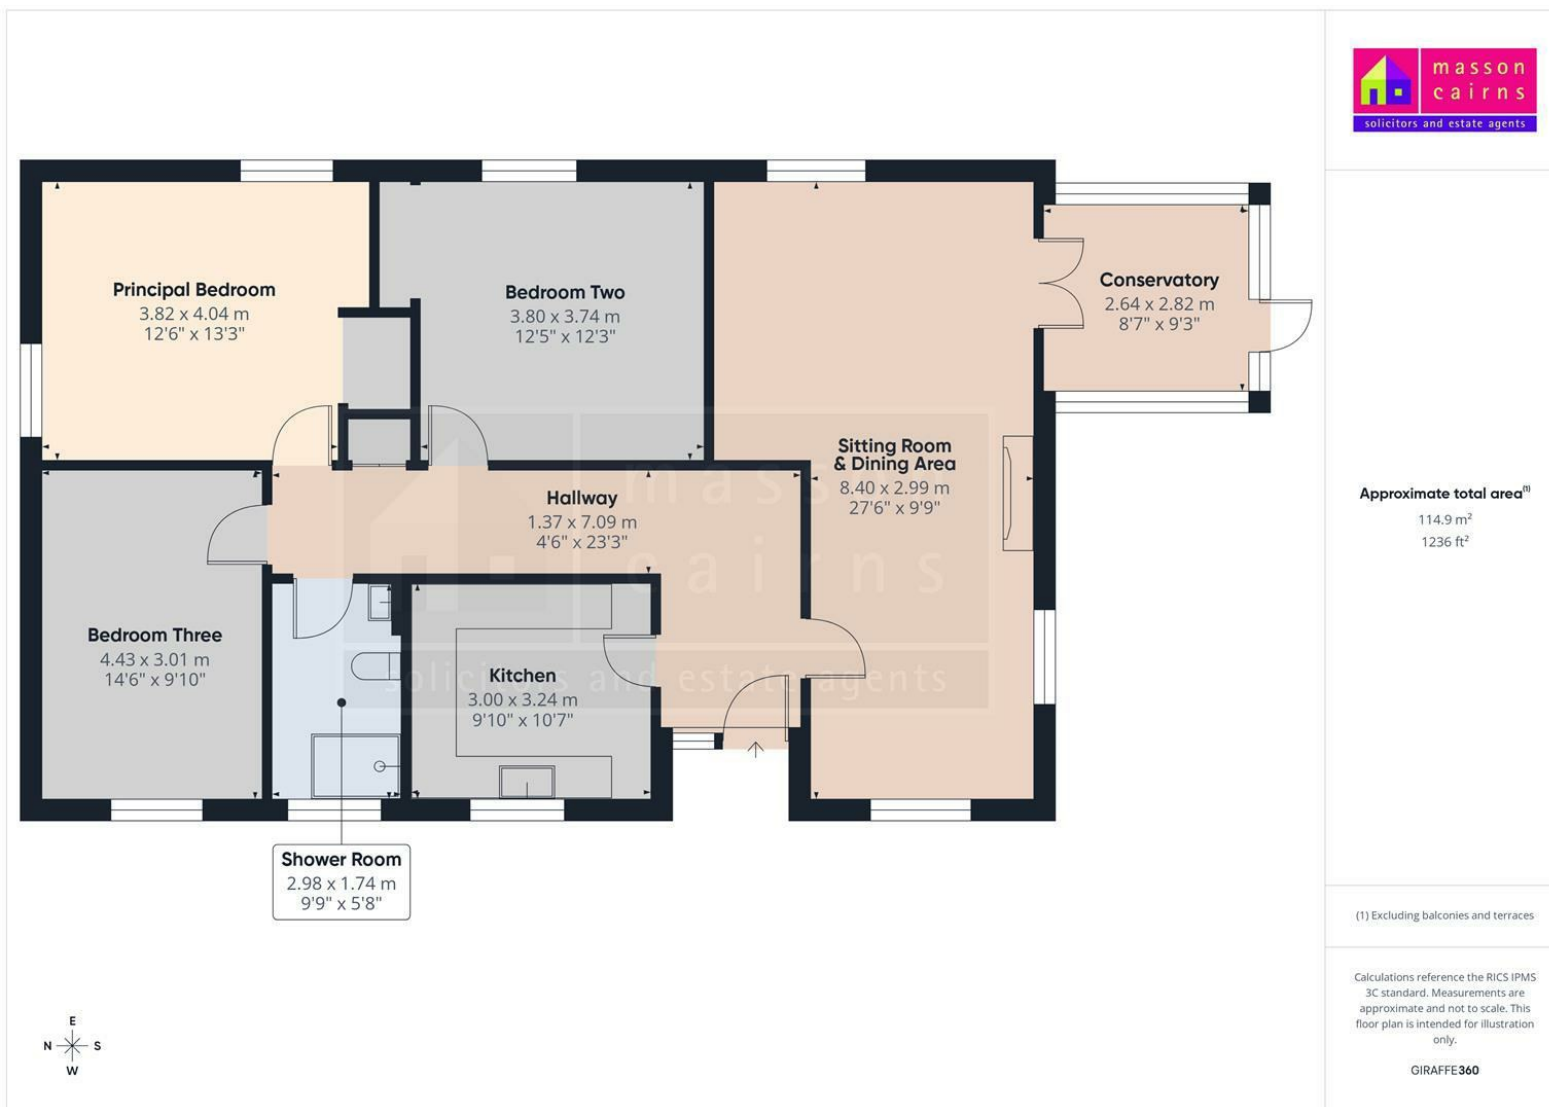 masson
cairns
solicitors and estate agents
Principal Bedroom
3.82 x 4.04 m
12'6" x 13'3"
Bedroom Two
3.80 x 3.74 m
12'5" x 12'3"
Conservatory
2.64 x 2.82 m
8'7" x 9'3"
Sitting Room
& Dining Area
8.40 x 2.99 m
27'6" x 9'9"
Hallway
1.37 x 7.09 m
4'6" x 23'3"
masson
cairns
solicitors and estate agents
Bedroom Three
4.43 x 3.01 m
14'6" x 9'10"
Kitchen
3.00 x 3.24 m
9'10" x 10'7"
Shower Room
2.98 x 1.74 m
9'9" x 5'8"
E
N S
W
Approximate total area(1)
114.9 m²
1236 ft²
(1) Excluding balconies and terraces
Calculations reference the RICS IPMS
3C standard. Measurements are
approximate and not to scale. This
floor plan is intended for illustration
only.
GIRAFFE360